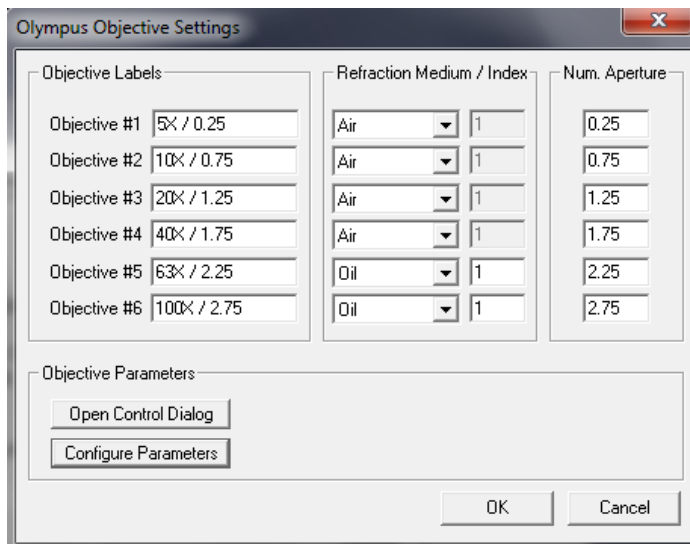 Olympus Objective Settings
Objective Labels Refraction Medium / Index Num. Aperture
Objective #1 5X / 0.25 Air 1 0.25
Objective #2 10X / 0.75 Air 1 0.75
Objective #3 20X / 1.25 Air 1 1.25
Objective #4 40X / 1.75 Air 1 1.75
Objective #5 63X / 2.25 Oil 1 2.25
Objective #6 100X / 2.75 Oil 1 2.75
Objective Parameters
Open Control Dialog
Configure Parameters
OK Cancel